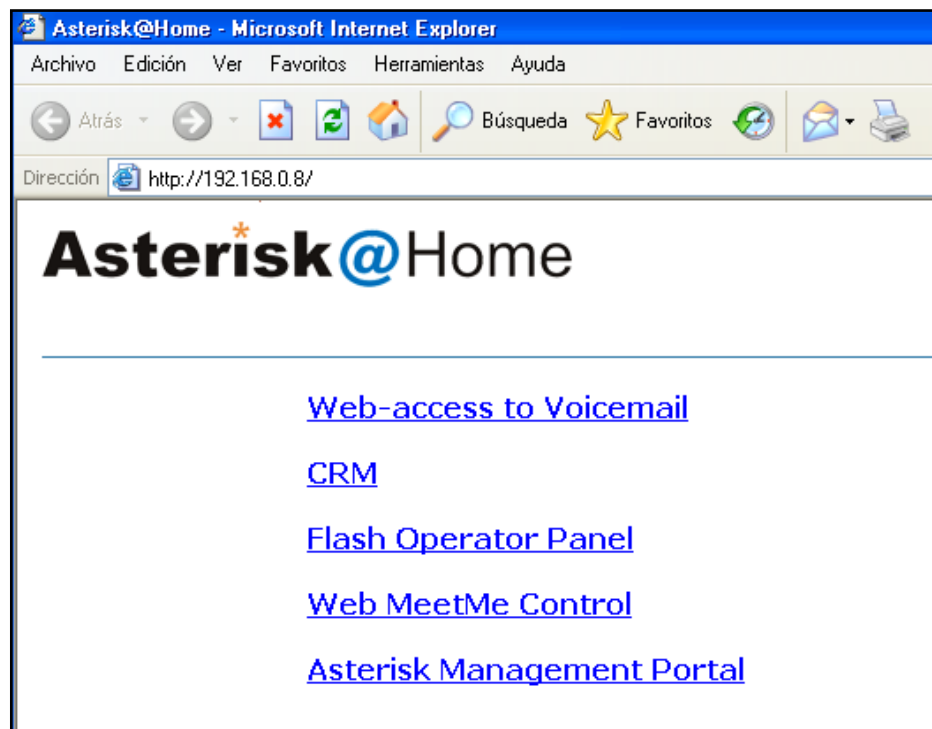 Asterisk@Home - Microsoft Internet Explorer
Archivo Edición Ver Favoritos Herramientas Ayuda
Atrás Búsqueda Favoritos
Dirección http://192.168.0.8/
Asterisk@Home
Web-access to Voicemail
CRM
Flash Operator Panel
Web MeetMe Control
Asterisk Management Portal